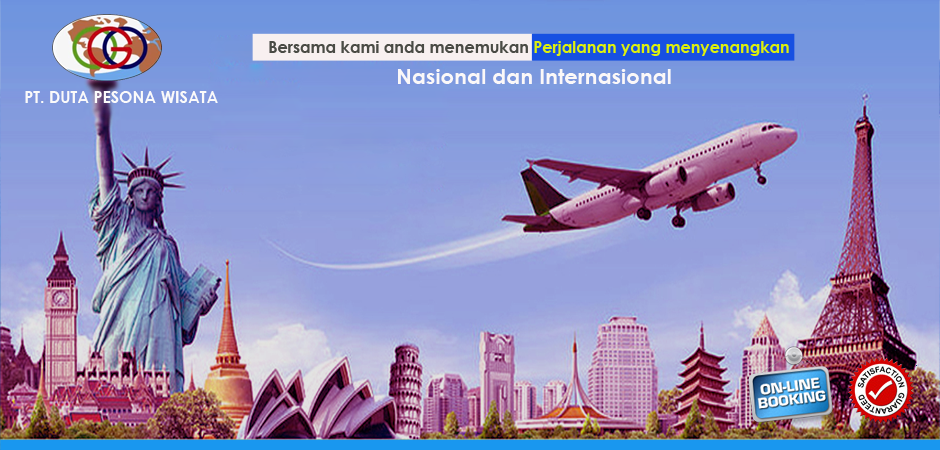 Bersama kami anda menemukan Perjalanan yang menyenangkan
Nasional dan Internasional
PT. DUTA PESONA WISATA
ON-LINE
BOOKING
SATISFACTION
GUARANTEED